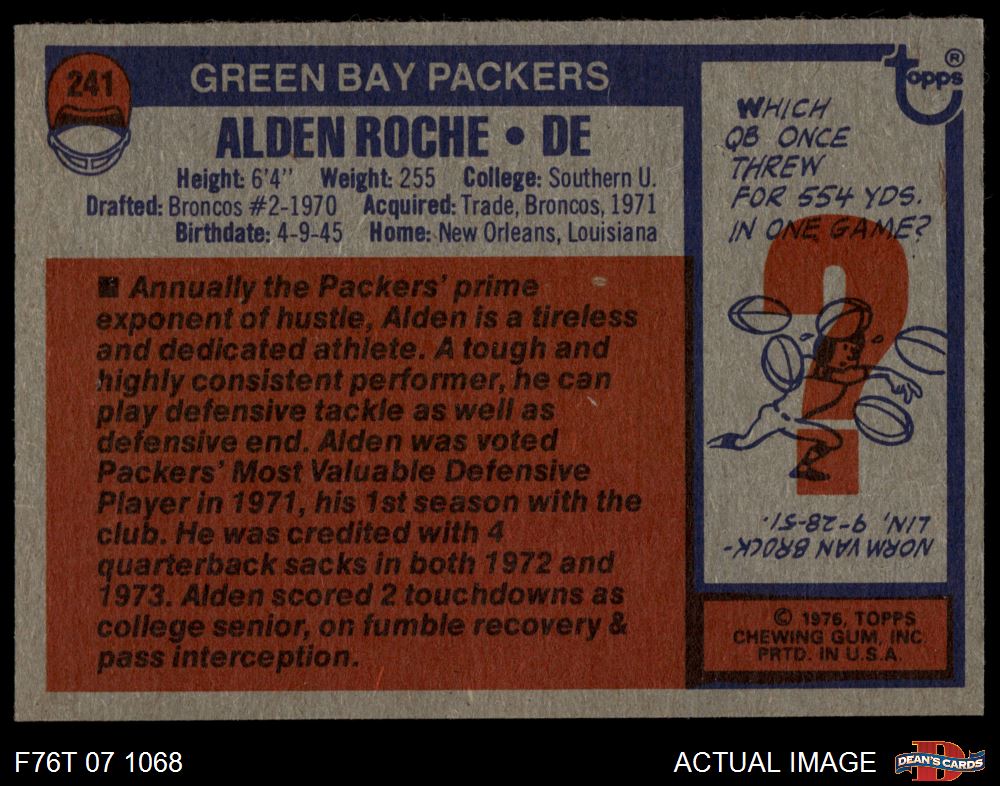 241
GREEN BAY PACKERS
ALDEN ROCHE • DE
Height: 6'4" Weight: 255 College: Southern U.
Drafted: Broncos #2-1970 Acquired: Trade, Broncos, 1971
Birthdate: 4-9-45 Home: New Orleans, Louisiana
■ Annually the Packers' prime
exponent of hustle, Alden is a tireless
and dedicated athlete. A tough and
highly consistent performer, he can
play defensive tackle as well as
defensive end. Alden was voted
Packers' Most Valuable Defensive
Player in 1971, his 1st season with the
club. He was credited with 4
quarterback sacks in both 1972 and
1973. Alden scored 2 touchdowns as
college senior, on fumble recovery &
pass interception.
Topps®
WHICH
QB ONCE
THREW
FOR 554 YDS.
IN ONE GAME?
NORM VAN BROCK-
LIN, 9-28-51.
© 1976, TOPPS
CHEWING GUM, INC.
PRTD. IN U.S.A.
F76T 07 1068
ACTUAL IMAGE
DEAN'S CARDS